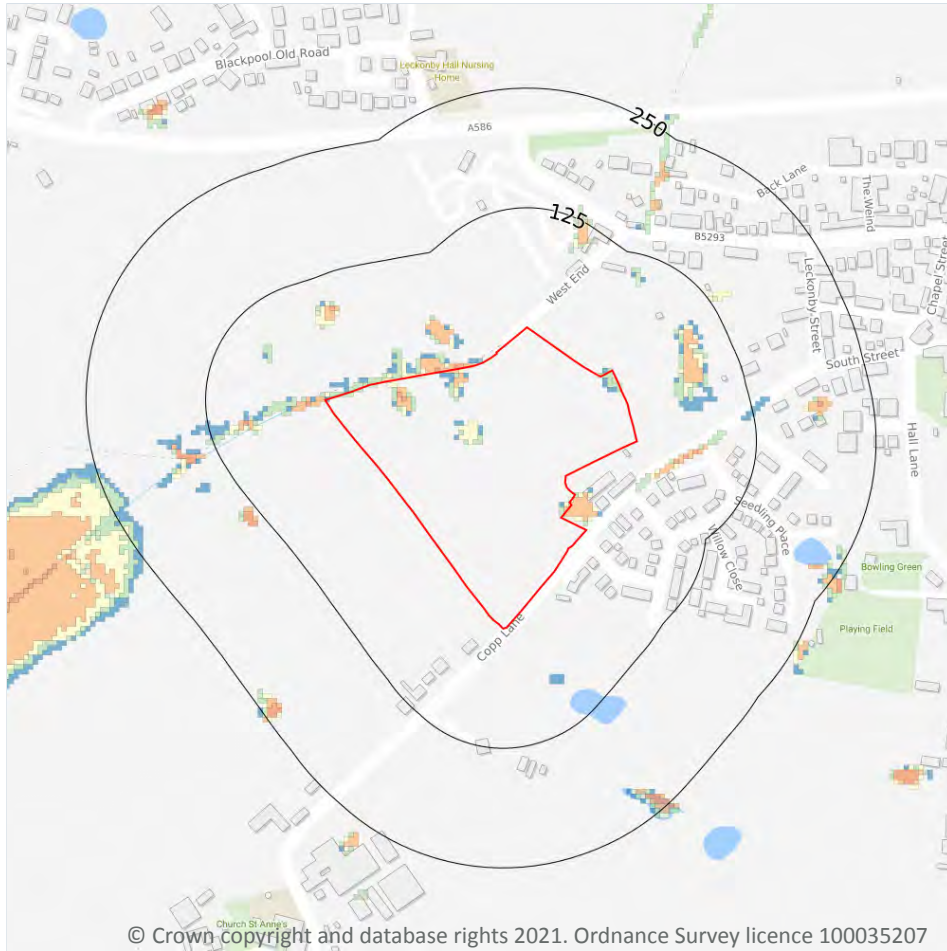 Blackpool Old Road
Leckonby Hall Nursing
Home
A586
250
Back Lane
The Weind
125
B5293
Chapel Street
West End
Leckonby Street
South Street
Hall Lane
Seedling Place
Willow Close
Bowling Green
Playing Field
Copp Lane
Church St Anne's
© Crown copyright and database rights 2021. Ordnance Survey licence 100035207